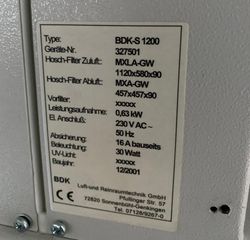 Type: BDK-S 1200
Geräte-Nr. 327501
Hosch-Filter Zuluft: MXLA-GW
1120x580x90
Hosch-Filter Abluft: MXA-GW
457x457x90
Vorfilter: xxxxx
Leistungsaufnahme: 0,63 kW
El. Anschluß: 230 V AC
50 Hz
Absicherung: 16 A bauseits
Beleuchtung: 30 Watt
UV-Licht: xxxxx
Baujahr: 12/2001
BDK Luft-und Reinraumtechnik GmbH
Pfullinger Str. 57
72820 Sonnenbühl-Genkingen
Tel. 07128/9267-0
CE